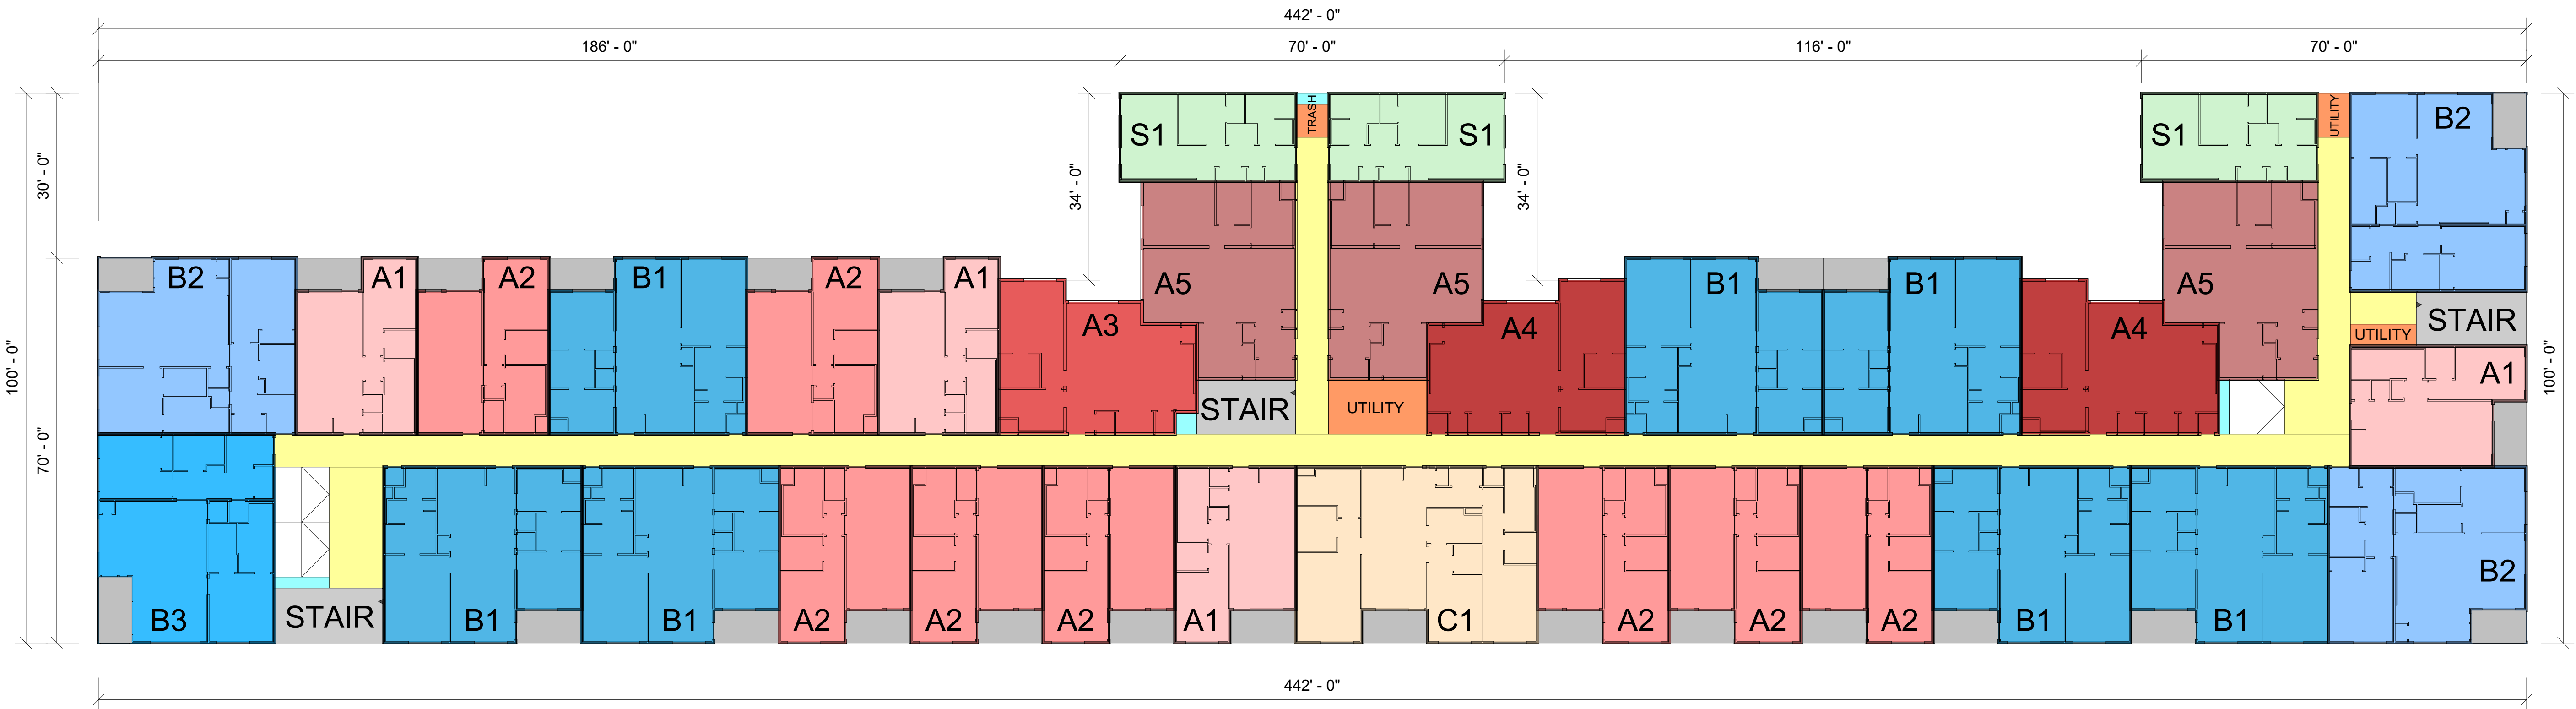 442' - 0"
186' - 0"
70' - 0"
116' - 0"
70' - 0"
30' - 0"
100' - 0"
70' - 0"
34' - 0"
34' - 0"
100' - 0"
S1
TRASH
S1
S1
UTILITY
B2
B2
A1
A2
B1
A2
A1
A3
A5
A5
A4
B1
B1
A4
A5
STAIR
UTILITY
A1
STAIR
UTILITY
B3
STAIR
B1
B1
A2
A2
A2
A1
C1
A2
A2
A2
B1
B1
B2
442' - 0"